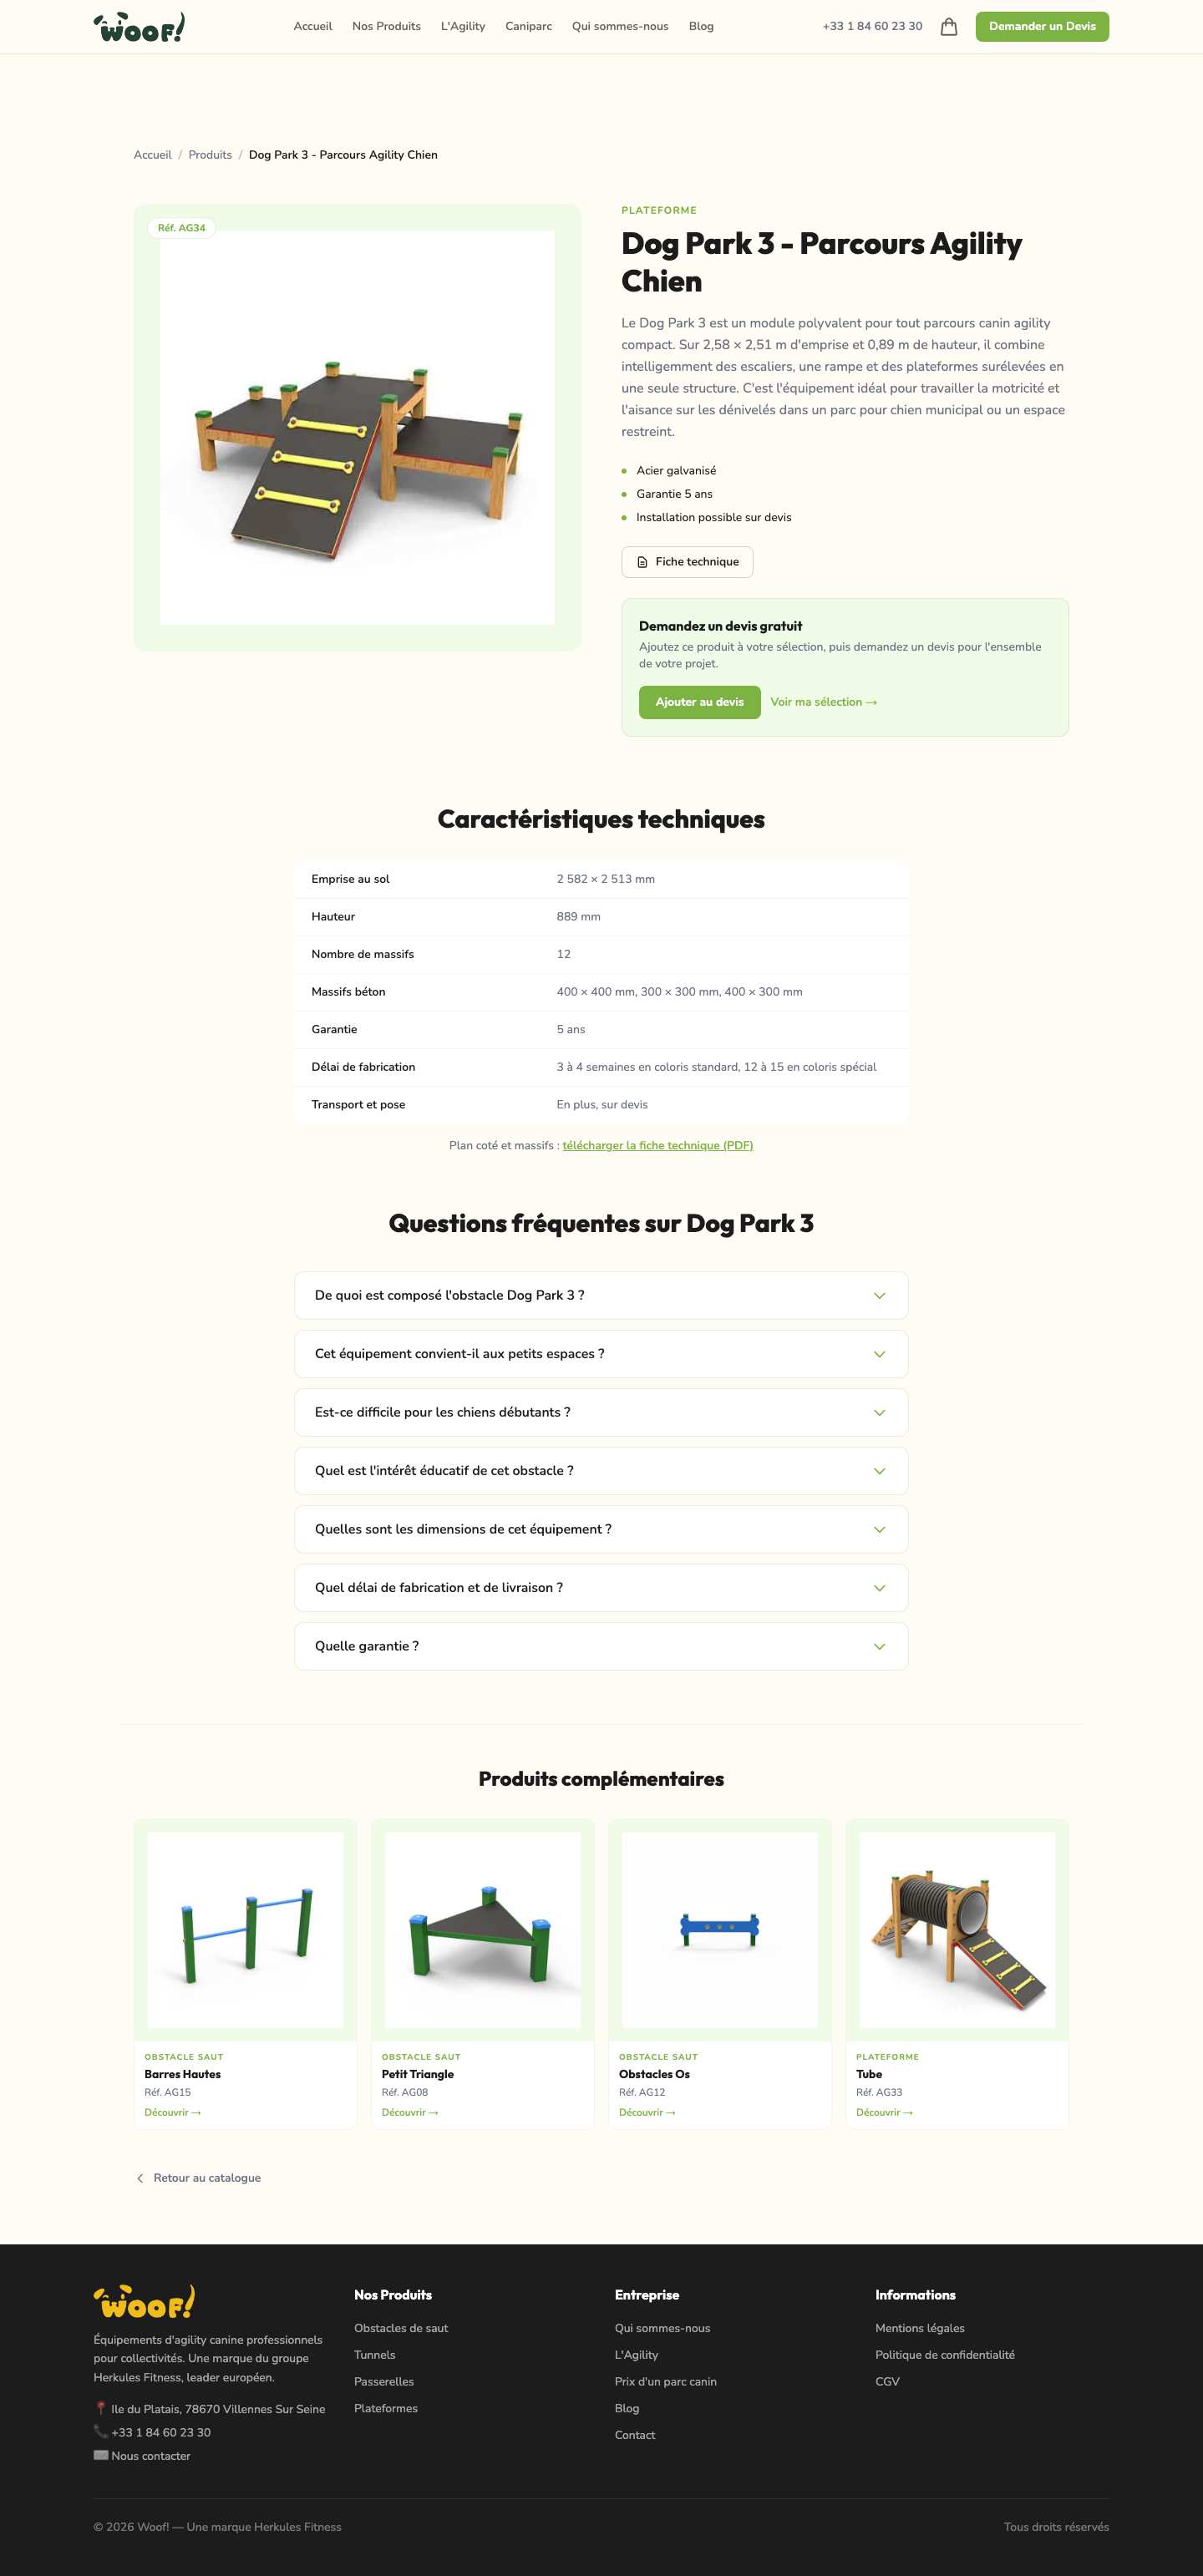 Woof!
Accueil
Nos Produits
L'Agility
Caniparc
Qui sommes-nous
Blog
+33 1 84 60 23 30
Demander un Devis
Accueil / Produits / Dog Park 3 - Parcours Agility Chien
Réf. AG34
PLATEFORME
Dog Park 3 - Parcours Agility
Chien
Le Dog Park 3 est un module polyvalent pour tout parcours canin agility
compact. Sur 2,58 × 2,51 m d'emprise et 0,89 m de hauteur, il combine
intelligemment des escaliers, une rampe et des plateformes surélevées en
une seule structure. C'est l'équipement idéal pour travailler la motricité et
l'aisance sur les dénivelés dans un parc pour chien municipal ou un espace
restreint.
Acier galvanisé
Garantie 5 ans
Installation possible sur devis
Fiche technique
Demandez un devis gratuit
Ajoutez ce produit à votre sélection, puis demandez un devis pour l'ensemble
de votre projet.
Ajouter au devis
Voir ma sélection →
Caractéristiques techniques
Emprise au sol 2 582 × 2 513 mm
Hauteur 889 mm
Nombre de massifs 12
Massifs béton 400 × 400 mm, 300 × 300 mm, 400 × 300 mm
Garantie 5 ans
Délai de fabrication 3 à 4 semaines en coloris standard, 12 à 15 en coloris spécial
Transport et pose En plus, sur devis
Plan coté et massifs : télécharger la fiche technique (PDF)
Questions fréquentes sur Dog Park 3
De quoi est composé l'obstacle Dog Park 3 ?
Cet équipement convient-il aux petits espaces ?
Est-ce difficile pour les chiens débutants ?
Quel est l'intérêt éducatif de cet obstacle ?
Quelles sont les dimensions de cet équipement ?
Quel délai de fabrication et de livraison ?
Quelle garantie ?
Produits complémentaires
OBSTACLE SAUT
Barres Hautes
Réf. AG15
Découvrir →
OBSTACLE SAUT
Petit Triangle
Réf. AG08
Découvrir →
OBSTACLE SAUT
Obstacles Os
Réf. AG12
Découvrir →
PLATEFORME
Tube
Réf. AG33
Découvrir →
Retour au catalogue
Woof!
Équipements d'agility canine professionnels
pour collectivités. Une marque du groupe
Herkules Fitness, leader européen.
Ile du Platais, 78670 Villennes Sur Seine
+33 1 84 60 23 30
Nous contacter
Nos Produits
Obstacles de saut
Tunnels
Passerelles
Plateformes
Entreprise
Qui sommes-nous
L'Agility
Prix d'un parc canin
Blog
Contact
Informations
Mentions légales
Politique de confidentialité
CGV
© 2026 Woof! — Une marque Herkules Fitness
Tous droits réservés